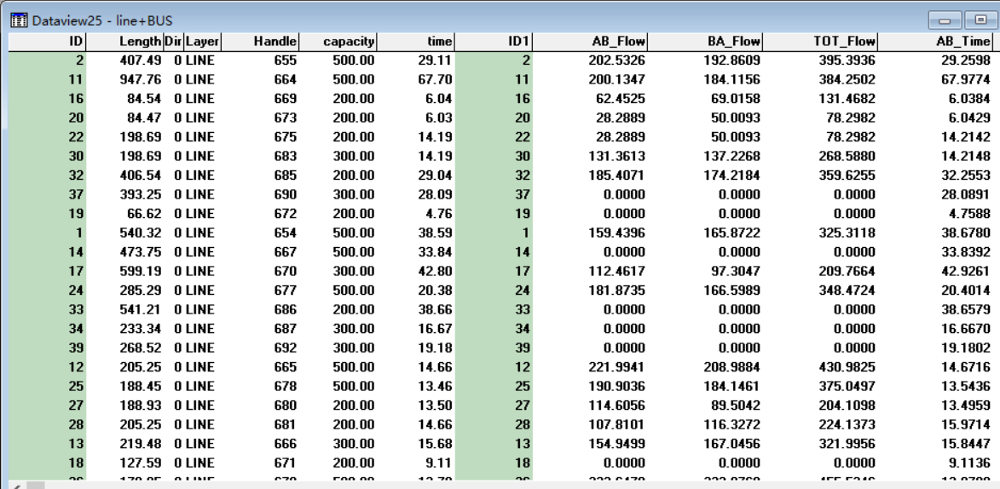 Dataview25 - line+BUS
ID Length Dir Layer Handle capacity time ID1 AB_Flow BA_Flow TOT_Flow AB_Time
2 407.49 0 LINE 655 500.00 29.11 2 202.5326 192.8609 395.3936 29.2598
11 947.76 0 LINE 664 500.00 67.70 11 200.1347 184.1156 384.2502 67.9774
16 84.54 0 LINE 669 200.00 6.04 16 62.4525 69.0158 131.4682 6.0384
20 84.47 0 LINE 673 200.00 6.03 20 28.2889 50.0093 78.2982 6.0429
22 198.69 0 LINE 675 200.00 14.19 22 28.2889 50.0093 78.2982 14.2142
30 198.69 0 LINE 683 300.00 14.19 30 131.3613 137.2268 268.5880 14.2148
32 406.54 0 LINE 685 200.00 29.04 32 185.4071 174.2184 359.6255 32.2553
37 393.25 0 LINE 690 300.00 28.09 37 0.0000 0.0000 0.0000 28.0891
19 66.62 0 LINE 672 200.00 4.76 19 0.0000 0.0000 0.0000 4.7588
1 540.32 0 LINE 654 500.00 38.59 1 159.4396 165.8722 325.3118 38.6780
14 473.75 0 LINE 667 500.00 33.84 14 0.0000 0.0000 0.0000 33.8392
17 599.19 0 LINE 670 300.00 42.80 17 112.4617 97.3047 209.7664 42.9261
24 285.29 0 LINE 677 500.00 20.38 24 181.8735 166.5989 348.4724 20.4014
33 541.21 0 LINE 686 200.00 38.66 33 0.0000 0.0000 0.0000 38.6579
34 233.34 0 LINE 687 300.00 16.67 34 0.0000 0.0000 0.0000 16.6670
39 268.52 0 LINE 692 300.00 19.18 39 0.0000 0.0000 0.0000 19.1802
12 205.25 0 LINE 665 500.00 14.66 12 221.9941 208.9884 430.9825 14.6716
25 188.45 0 LINE 678 500.00 13.46 25 190.9036 184.1461 375.0497 13.5436
27 188.93 0 LINE 680 200.00 13.50 27 114.6056 89.5042 204.1098 13.4959
28 205.25 0 LINE 681 200.00 14.66 28 107.8101 116.3272 224.1373 15.9714
13 219.48 0 LINE 666 300.00 15.68 13 154.9499 167.0456 321.9956 15.8447
18 127.59 0 LINE 671 200.00 9.11 18 0.0000 0.0000 0.0000 9.1136